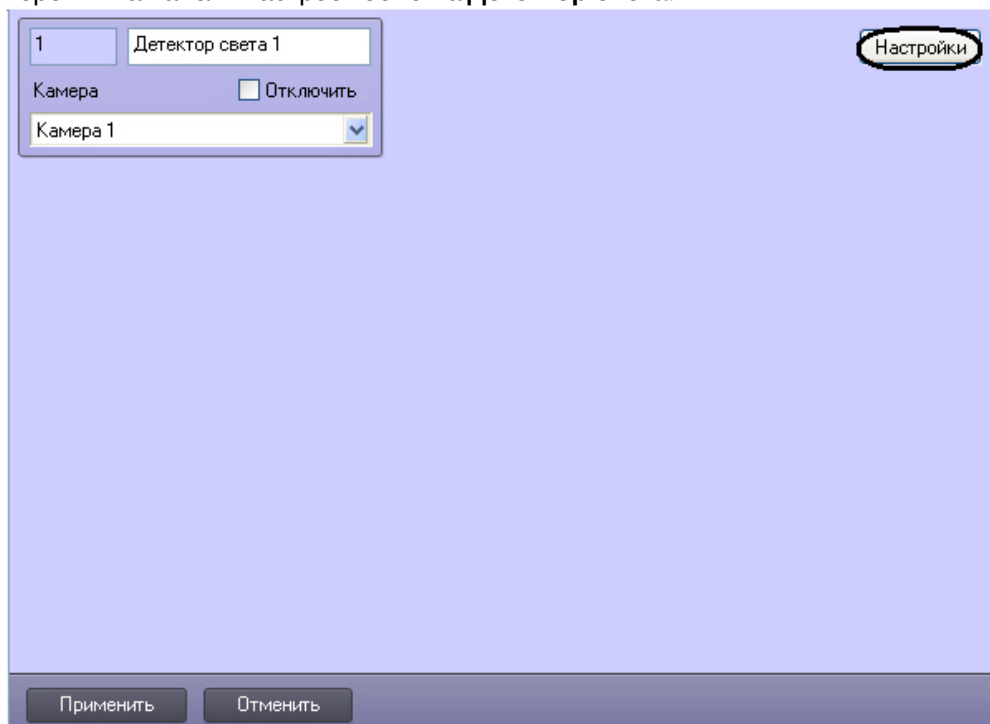 1
Детектор света 1
Настройки
Камера
Отключить
Камера 1
Применить
Отменить